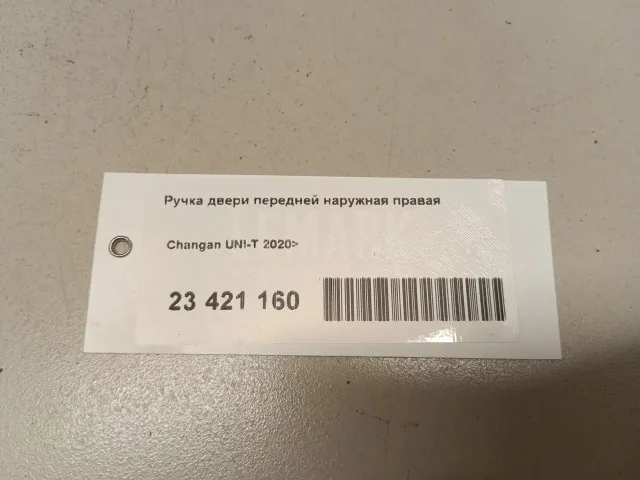 Ручка двери передней наружная правая
Changan UNI-T 2020>
23 421 160